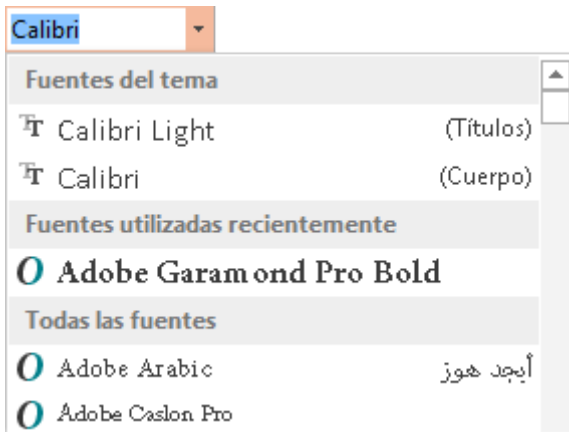 Calibri
Fuentes del tema
Calibri Light (Títulos)
Calibri (Cuerpo)
Fuentes utilizadas recientemente
Adobe Garamond Pro Bold
Todas las fuentes
Adobe Arabic أيجد هوز
Adobe Caslon Pro